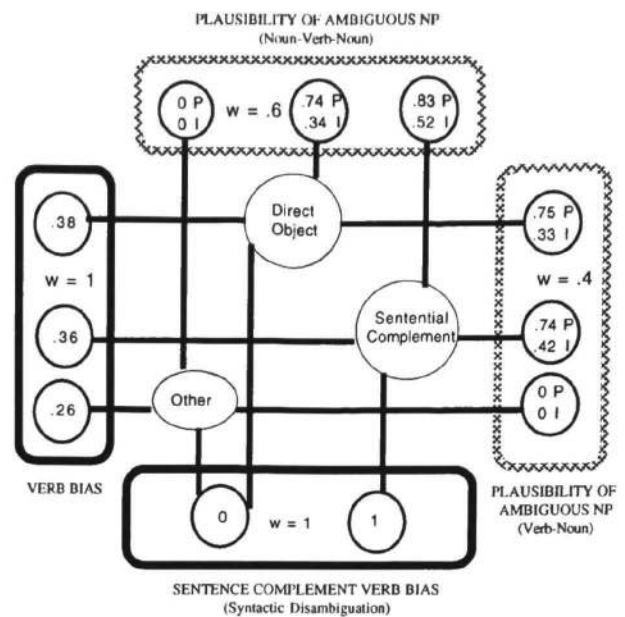 PLAUSIBILITY OF AMBIGUOUS NP
(Noun-Verb-Noun)
0 P
0 I
w = .6
.74 P
.34 I
.83 P
.52 I
.38
w = 1
.36
.26
Direct
Object
Sentential
Complement
Other
.75 P
.33 I
w = .4
.74 P
.42 I
0 P
0 I
VERB BIAS
PLAUSIBILITY OF
AMBIGUOUS NP
(Verb-Noun)
0
w = 1
1
SENTENCE COMPLEMENT VERB BIAS
(Syntactic Disambiguation)